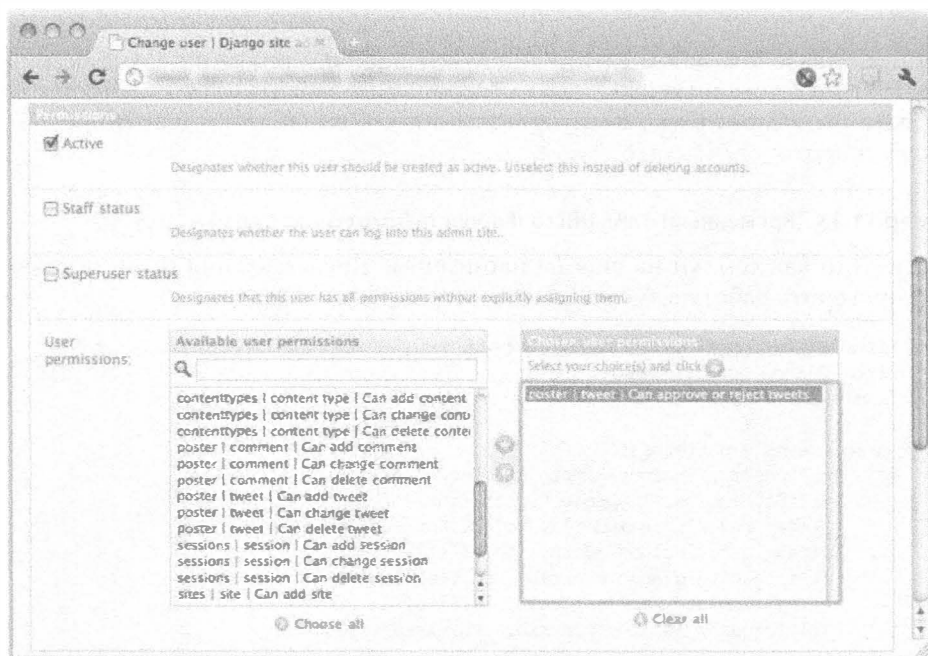 Change user | Django site ad
Permissions
Active
Designates whether this user should be created as active. Unselect this instead of deleting accounts.
Staff status
Designates whether the user can log into this admin site.
Superuser status
Designates that this user has all permissions without explicitly assigning them.
User permissions:
Available user permissions
contenttypes | content type | Can add content
contenttypes | content type | Can change conte
contenttypes | content type | Can delete conter
poster | comment | Can add comment
poster | comment | Can change comment
poster | comment | Can delete comment
poster | tweet | Can add tweet
poster | tweet | Can change tweet
poster | tweet | Can delete tweet
sessions | session | Can add session
sessions | session | Can change session
sessions | session | Can delete session
sites | site | Can add site
Choose all
Chosen user permissions
Select your choice(s) and click
poster | tweet | Can approve or reject tweets
Clear all